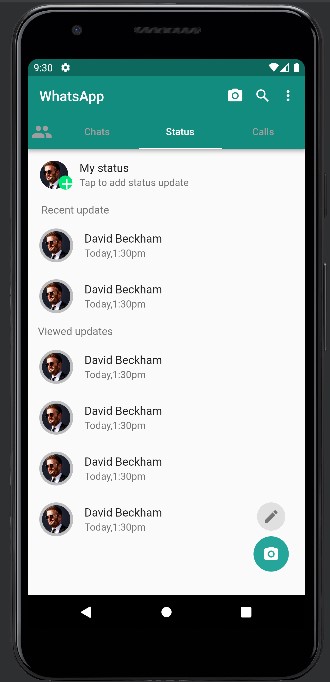 9:30
WhatsApp
Chats
Status
Calls
My status
Tap to add status update
Recent update
David Beckham
Today,1:30pm
David Beckham
Today,1:30pm
Viewed updates
David Beckham
Today,1:30pm
David Beckham
Today,1:30pm
David Beckham
Today,1:30pm
David Beckham
Today,1:30pm